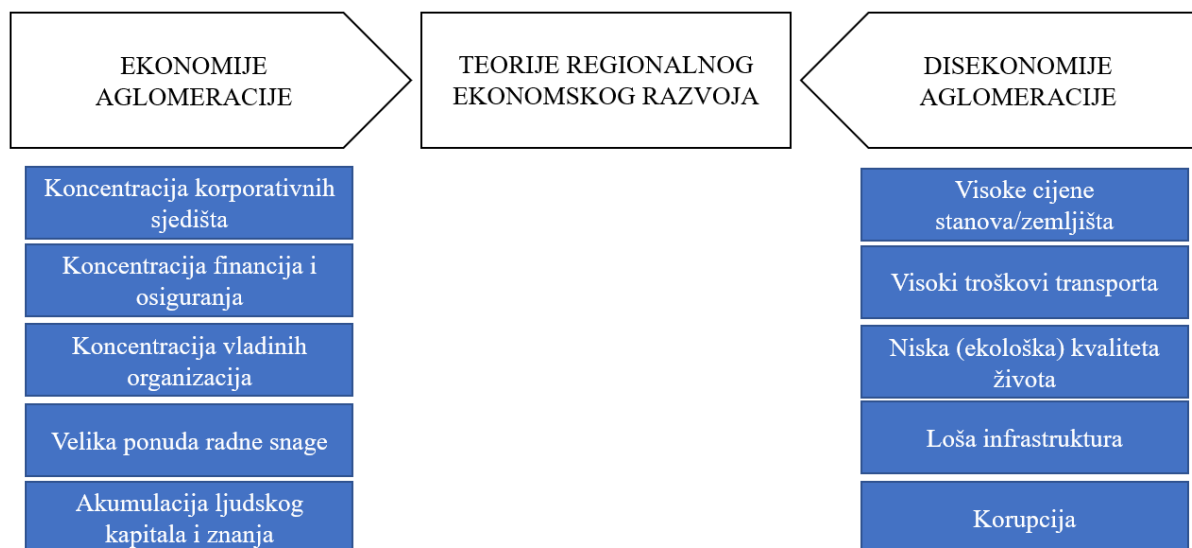 EKONOMIJE
AGLOMERACIJE
TEORIJE REGIONALNOG
EKONOMSKOG RAZVOJA
DISEKONOMIJE
AGLOMERACIJE
Koncentracija korporativnih
sjedišta
Koncentracija financija i
osiguranja
Koncentracija vladinih
organizacija
Velika ponuda radne snage
Akumulacija ljudskog
kapitala i znanja
Visoke cijene
stanova/zemljišta
Visoki troškovi transporta
Niska (ekološka) kvaliteta
života
Loša infrastruktura
Korupcija